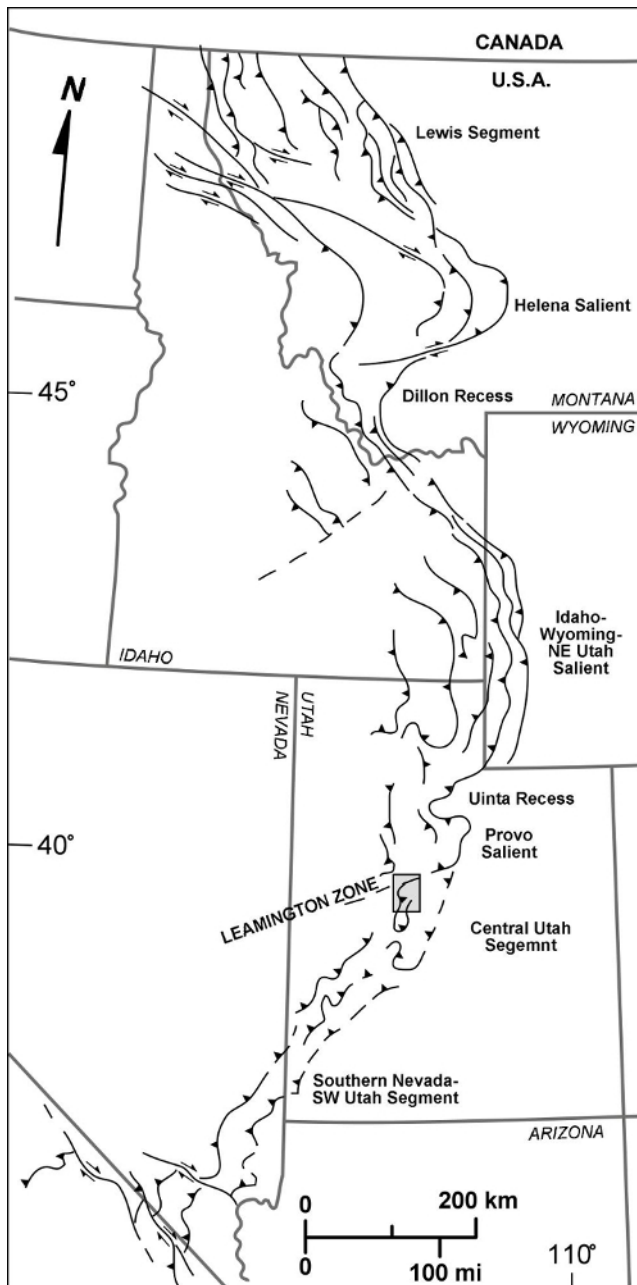 CANADA
U.S.A.
N
Lewis Segment
Helena Salient
45°
Dillon Recess
MONTANA
WYOMING
Idaho-
Wyoming-
NE Utah
Salient
IDAHO
NEVADA
UTAH
Uinta Recess
40°
Provo
Salient
LEAMINGTON ZONE
Central Utah
Segemnt
Southern Nevada-
SW Utah Segment
ARIZONA
0 200 km
0 100 mi
110°